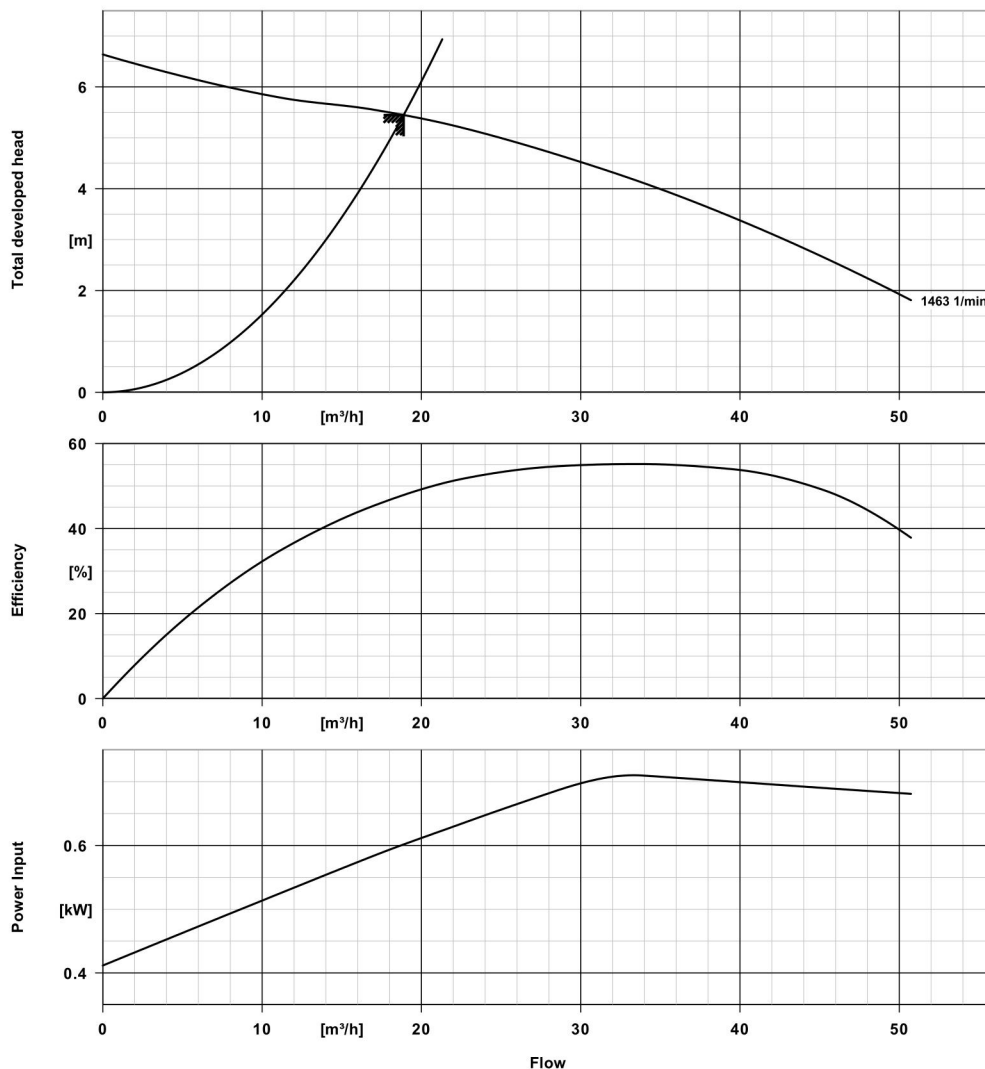 Total developed head
[m]
6
4
2
0
0 10 [m³/h] 20 30 40 50
1463 1/min
Efficiency
[%]
60
40
20
0
0 10 [m³/h] 20 30 40 50
Power Input
[kW]
0.6
0.4
0 10 [m³/h] 20 30 40 50
Flow